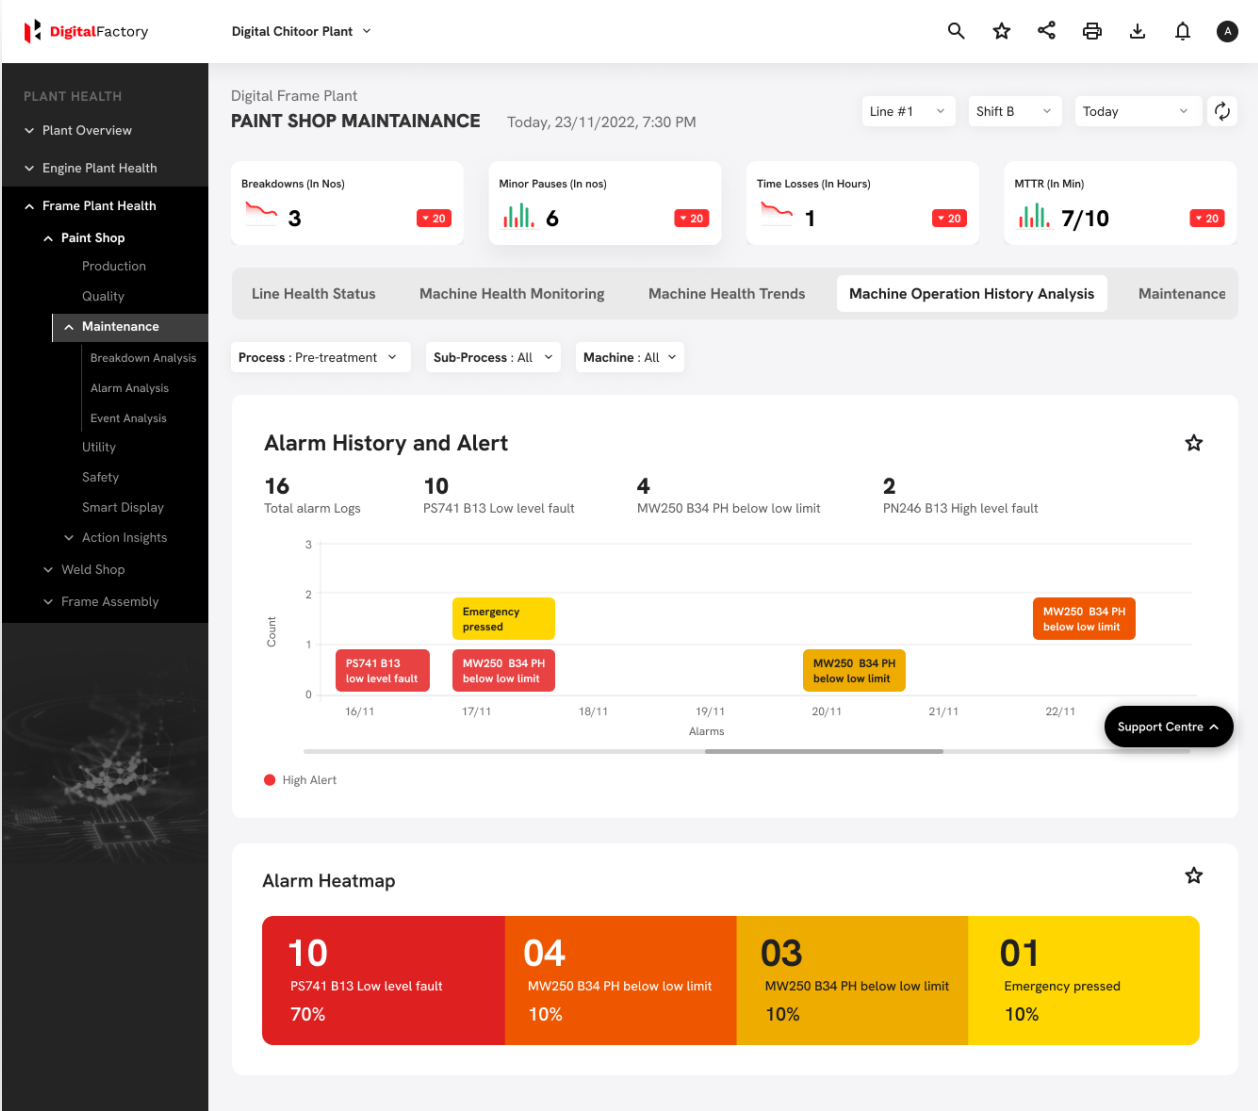 DigitalFactory
Digital Chitoor Plant
A
PLANT HEALTH
Plant Overview
Engine Plant Health
Frame Plant Health
Paint Shop
Production
Quality
Maintenance
Breakdown Analysis
Alarm Analysis
Event Analysis
Utility
Safety
Smart Display
Action Insights
Weld Shop
Frame Assembly
Digital Frame Plant
PAINT SHOP MAINTAINANCE
Today, 23/11/2022, 7:30 PM
Line #1
Shift B
Today
Breakdowns (In Nos)
3
20
Minor Pauses (In nos)
6
20
Time Losses (In Hours)
1
20
MTTR (In Min)
7/10
20
Line Health Status
Machine Health Monitoring
Machine Health Trends
Machine Operation History Analysis
Maintenance
Process : Pre-treatment
Sub-Process : All
Machine : All
Alarm History and Alert
16
Total alarm Logs
10
PS741 B13 Low level fault
4
MW250 B34 PH below low limit
2
PN246 B13 High level fault
3
2
1
0
Count
Emergency
pressed
MW250 B34 PH
below low limit
PS741 B13
low level fault
MW250 B34 PH
below low limit
MW250 B34 PH
below low limit
16/11
17/11
18/11
19/11
20/11
21/11
22/11
Alarms
Support Centre
High Alert
Alarm Heatmap
10
PS741 B13 Low level fault
70%
04
MW250 B34 PH below low limit
10%
03
MW250 B34 PH below low limit
10%
01
Emergency pressed
10%